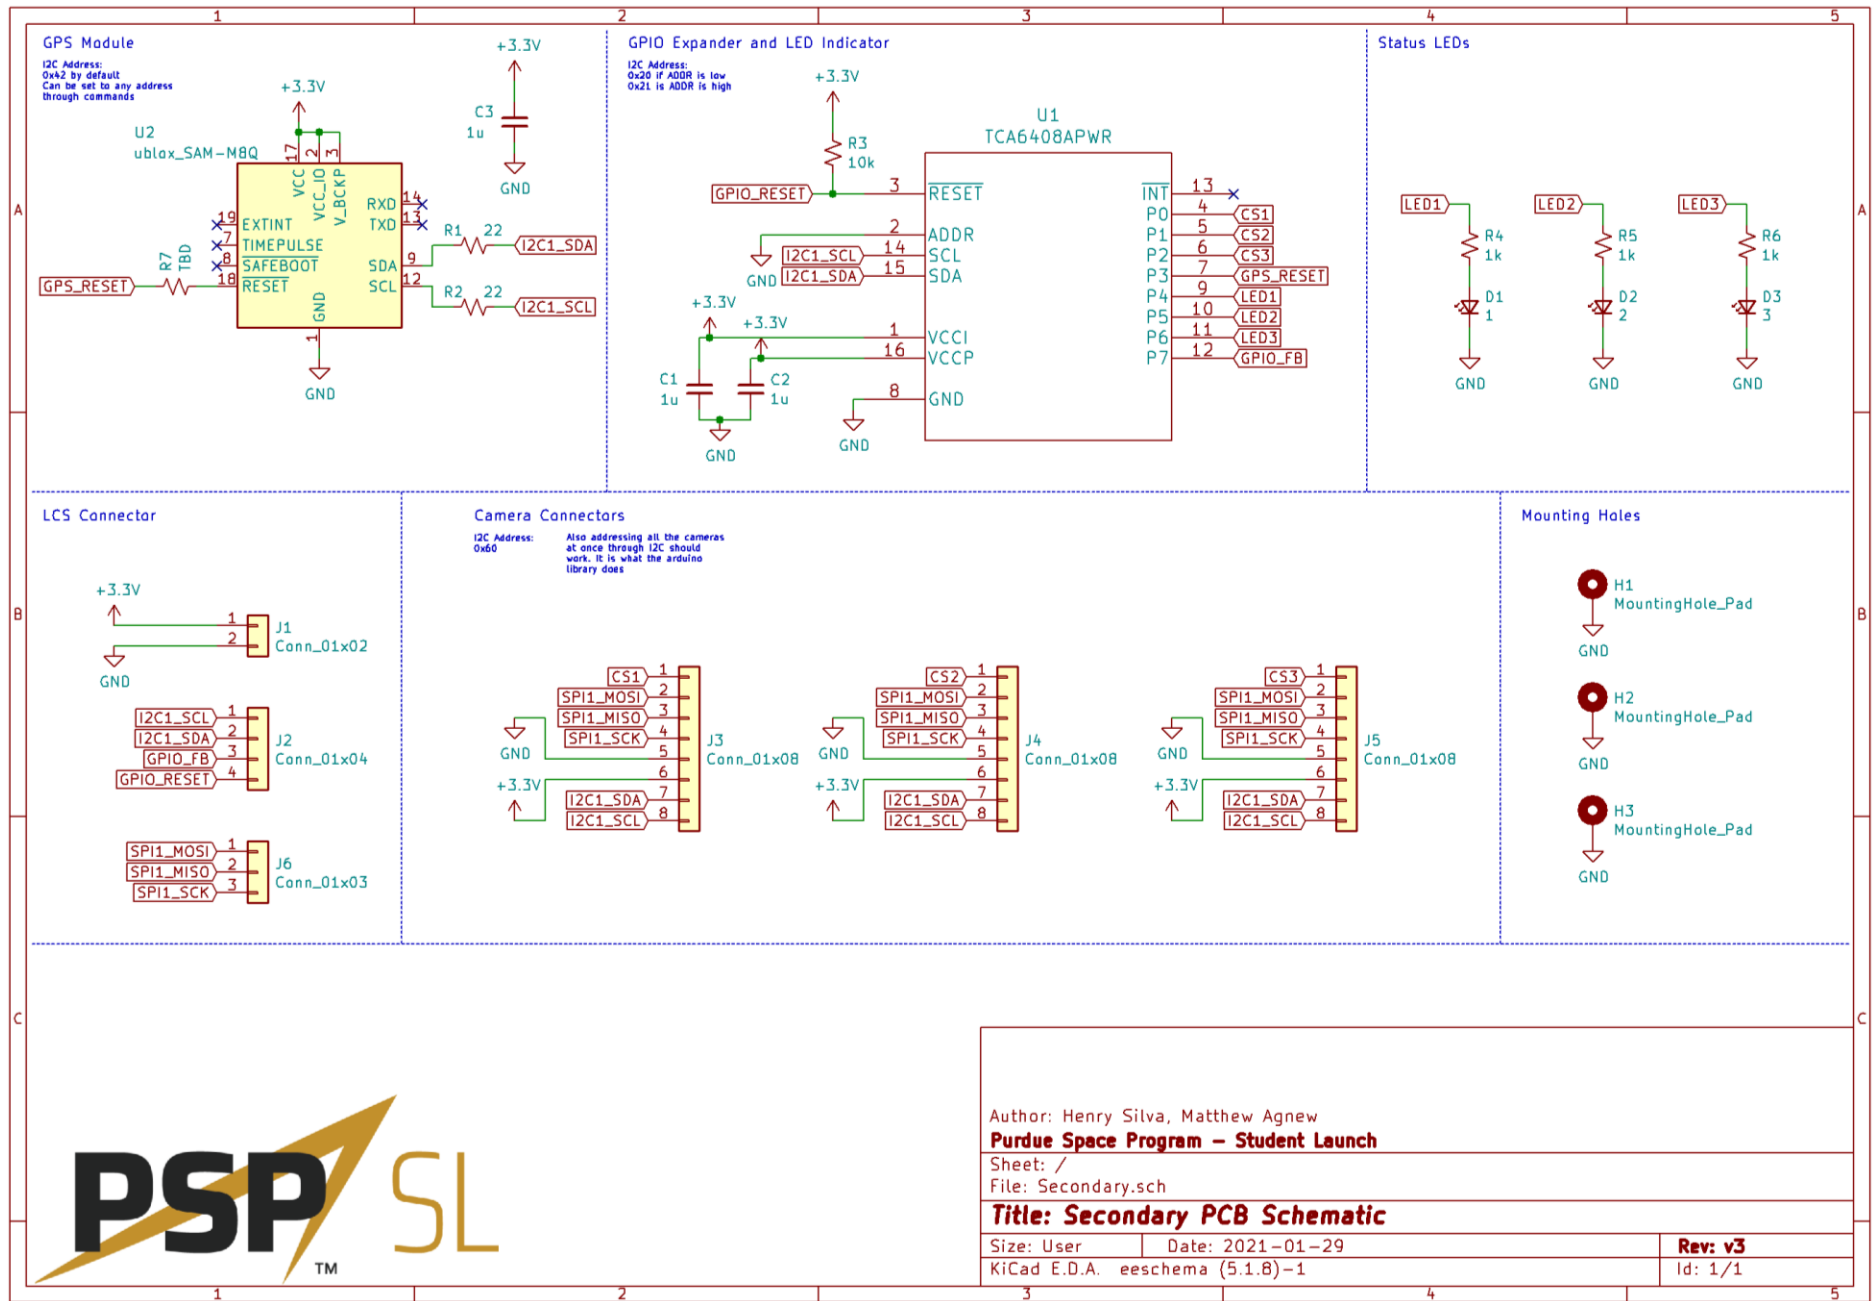 1 2 3 4 5
A
B
C
GPS Module
I2C Address:
0x42 by default
Can be set to any address
through commands
+3.3V
C3
1u
GND
+3.3V
U2
ublox_SAM-M8Q
17
2
3
VCC
VCC_IO
V_BCKP
19 EXTINT
7 TIMEPULSE
8 SAFEBOOT
18 RESET
RXD 14
TXD 13
SDA 9
SCL 12
GND
1
GND
GPS_RESET
R7
TBD
R1 22
I2C1_SDA
R2 22
I2C1_SCL
GPIO Expander and LED Indicator
I2C Address:
0x20 if ADDR is low
0x21 is ADDR is high
+3.3V
R3
10k
GPIO_RESET
U1
TCA6408APWR
3 RESET
2 ADDR
14 SCL
15 SDA
1 VCCI
16 VCCP
8 GND
GND
I2C1_SCL
I2C1_SDA
+3.3V
+3.3V
C1
1u
C2
1u
GND
GND
INT 13
P0 4 CS1
P1 5 CS2
P2 6 CS3
P3 7 GPS_RESET
P4 9 LED1
P5 10 LED2
P6 11 LED3
P7 12 GPIO_FB
Status LEDs
LED1
R4
1k
D1
1
GND
LED2
R5
1k
D2
2
GND
LED3
R6
1k
D3
3
GND
LCS Connector
+3.3V
1
2
J1
Conn_01x02
GND
I2C1_SCL 1
I2C1_SDA 2
GPIO_FB 3
GPIO_RESET 4
J2
Conn_01x04
SPI1_MOSI 1
SPI1_MISO 2
SPI1_SCK 3
J6
Conn_01x03
Camera Connectors
I2C Address:
0x60
Also addressing all the cameras
at once through I2C should
work. It is what the arduino
library does
CS1 1
SPI1_MOSI 2
SPI1_MISO 3
SPI1_SCK 4
5
6
I2C1_SDA 7
I2C1_SCL 8
GND
+3.3V
J3
Conn_01x08
CS2 1
SPI1_MOSI 2
SPI1_MISO 3
SPI1_SCK 4
5
6
I2C1_SDA 7
I2C1_SCL 8
GND
+3.3V
J4
Conn_01x08
CS3 1
SPI1_MOSI 2
SPI1_MISO 3
SPI1_SCK 4
5
6
I2C1_SDA 7
I2C1_SCL 8
GND
+3.3V
J5
Conn_01x08
Mounting Holes
H1
MountingHole_Pad
GND
H2
MountingHole_Pad
GND
H3
MountingHole_Pad
GND
PSP SL
TM
Author: Henry Silva, Matthew Agnew
Purdue Space Program – Student Launch
Sheet: /
File: Secondary.sch
Title: Secondary PCB Schematic
Size: User Date: 2021-01-29 Rev: v3
KiCad E.D.A. eeschema (5.1.8)-1 Id: 1/1
A
B
C
1 2 3 4 5